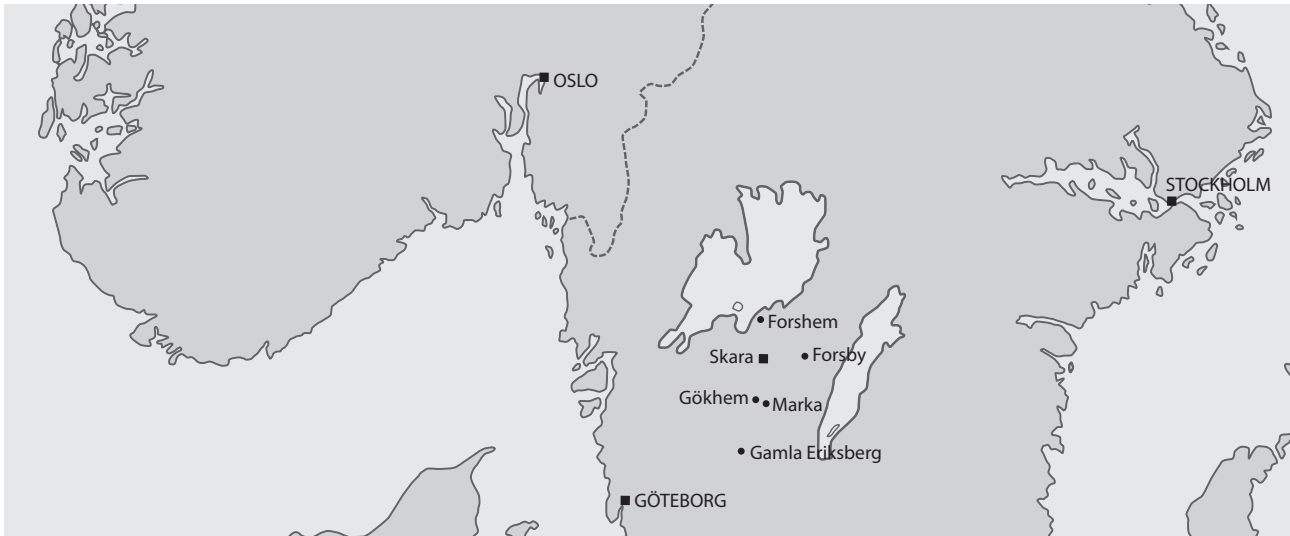 OSLO
STOCKHOLM
Forshem
Skara
Forsby
Gökhem
Marka
Gamla Eriksberg
GÖTEBORG